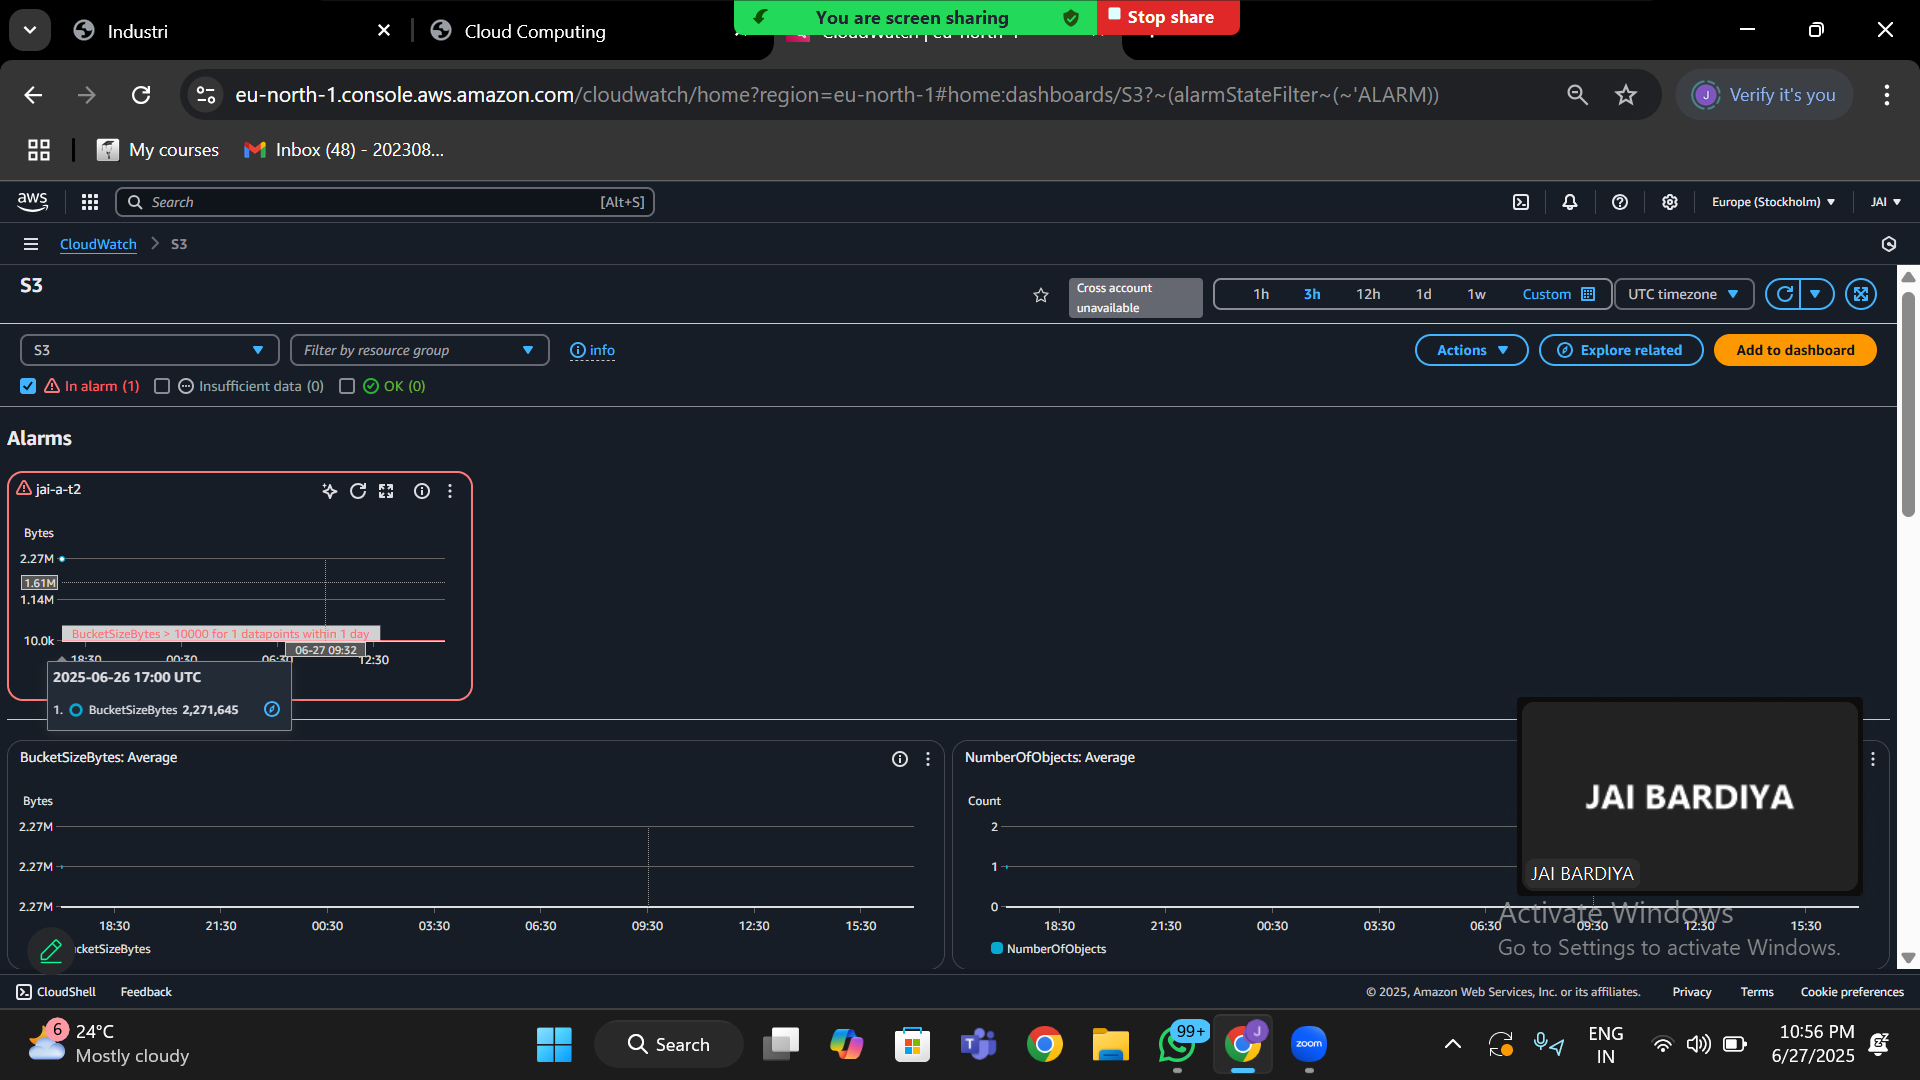 You are screen sharing
Stop share
Industri
Cloud Computing
eu-north-1.console.aws.amazon.com/cloudwatch/home?region=eu-north-1#home:dashboards/S3?~(alarmStateFilter~(~'ALARM))
J
Verify it's you
My courses
Inbox (48) - 202308...
aws
Search
[Alt+S]
Europe (Stockholm)
JAI
CloudWatch
S3
S3
Cross account
unavailable
1h
3h
12h
1d
1w
Custom
UTC timezone
S3
Filter by resource group
info
Actions
Explore related
Add to dashboard
In alarm (1)
Insufficient data (0)
OK (0)
Alarms
jai-a-t2
Bytes
2.27M
1.61M
1.14M
BucketSizeBytes > 10000 for 1 datapoints within 1 day
10.0k
06-27 09:32
18:30
00:30
06:30
12:30
2025-06-26 17:00 UTC
1. BucketSizeBytes 2,271,645
BucketSizeBytes: Average
Bytes
2.27M
2.27M
2.27M
18:30
21:30
00:30
03:30
06:30
09:30
12:30
15:30
cketSizeBytes
NumberOfObjects: Average
Count
2
1
0
18:30
21:30
00:30
03:30
06:30
09:30
12:30
15:30
NumberOfObjects
JAI BARDIYA
JAI BARDIYA
Activate Windows
Go to Settings to activate Windows.
CloudShell
Feedback
© 2025, Amazon Web Services, Inc. or its affiliates.
Privacy
Terms
Cookie preferences
6
24°C
Mostly cloudy
Search
99+
J
zoom
ENG
IN
10:56 PM
6/27/2025